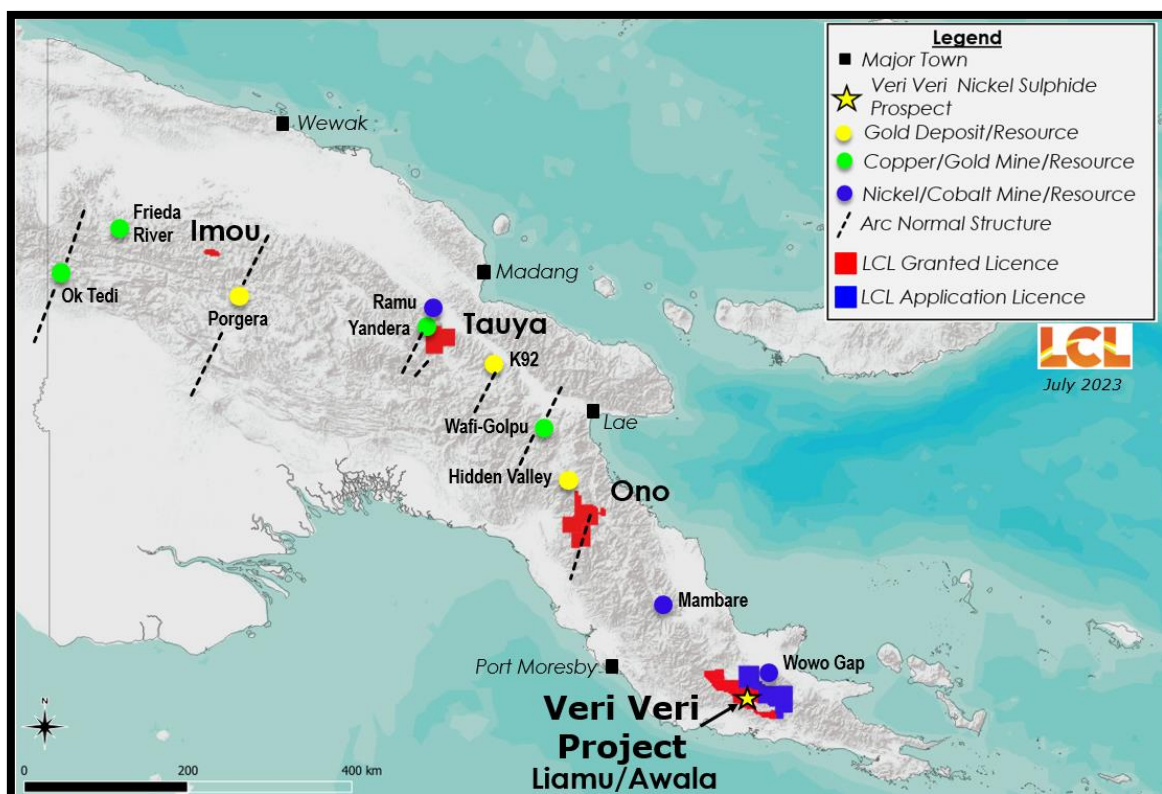 Legend
Major Town
Veri Veri Nickel Sulphide
Prospect
Gold Deposit/Resource
Copper/Gold Mine/Resource
Nickel/Cobalt Mine/Resource
Arc Normal Structure
LCL Granted Licence
LCL Application Licence
LCL
July 2023
Wewak
Frieda
River
Imou
Ok Tedi
Porgera
Madang
Ramu
Yandera
Tauya
K92
Wafi-Golpu
Lae
Hidden Valley
Ono
Mambare
Port Moresby
Wowo Gap
Veri Veri
Project
Liamu/Awala
N
0 200 400 km